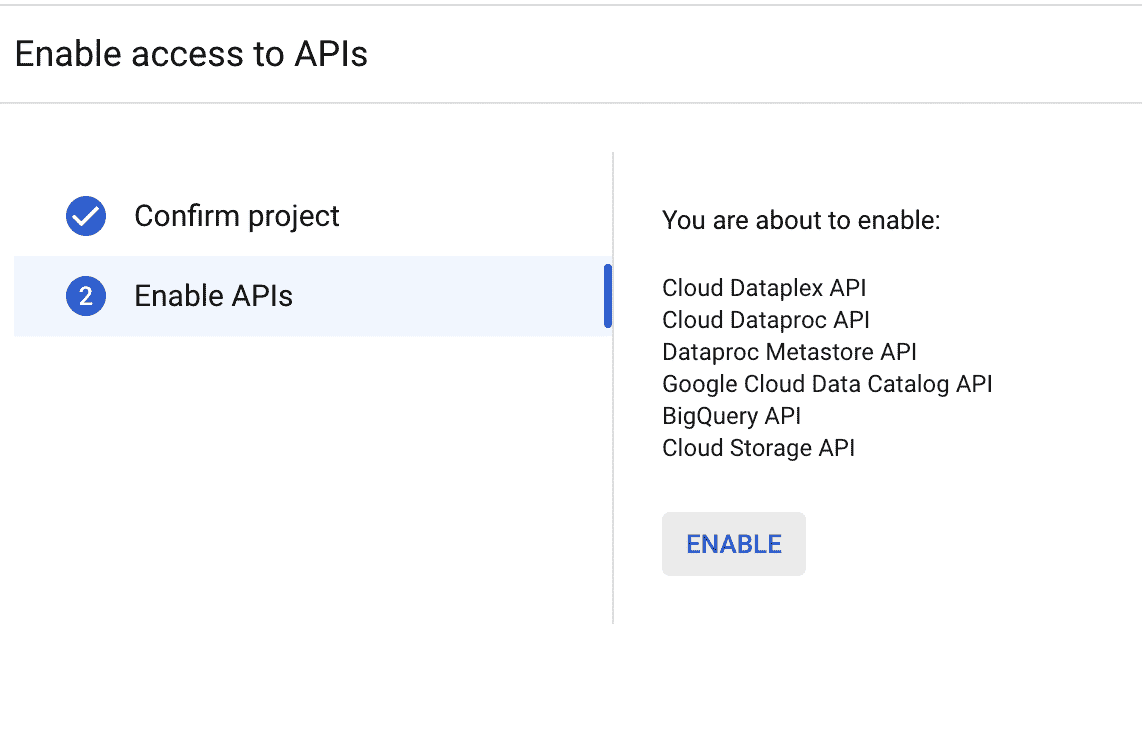 Enable access to APIs
Confirm project
2 Enable APIs
You are about to enable:
Cloud Dataplex API
Cloud Dataproc API
Dataproc Metastore API
Google Cloud Data Catalog API
BigQuery API
Cloud Storage API
ENABLE